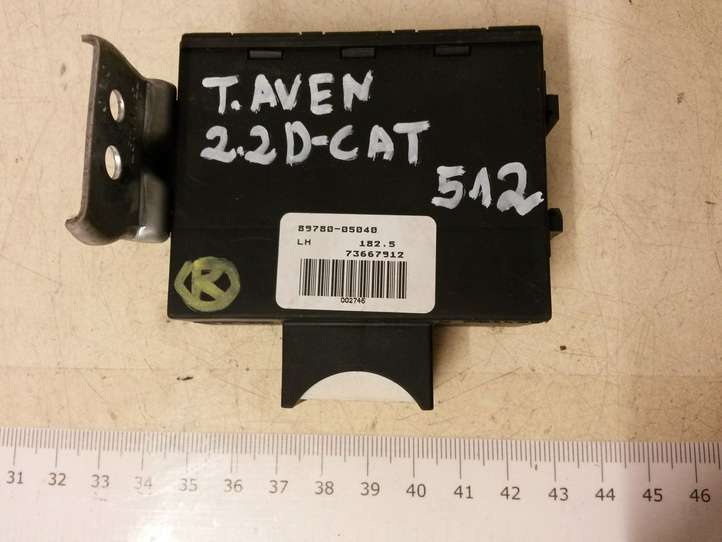 T.AVEN
2.2D-CAT
512
89780-05040
LH 182.5
73667912
002746
K
31 32 33 34 35 36 37 38 39 40 41 42 43 44 45 46